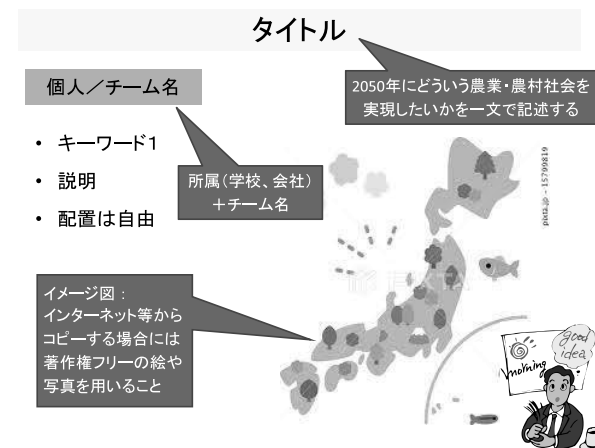 タイトル
2050年にどういう農業・農村社会を
実現したいかを一文で記述する
個人／チーム名
• キーワード1
• 説明
• 配置は自由
所属(学校、会社)
＋チーム名
pixta.jp - 15799819
PIXTA
イメージ図：
インターネット等から
コピーする場合には
著作権フリーの絵や
写真を用いること
good
idea
morning